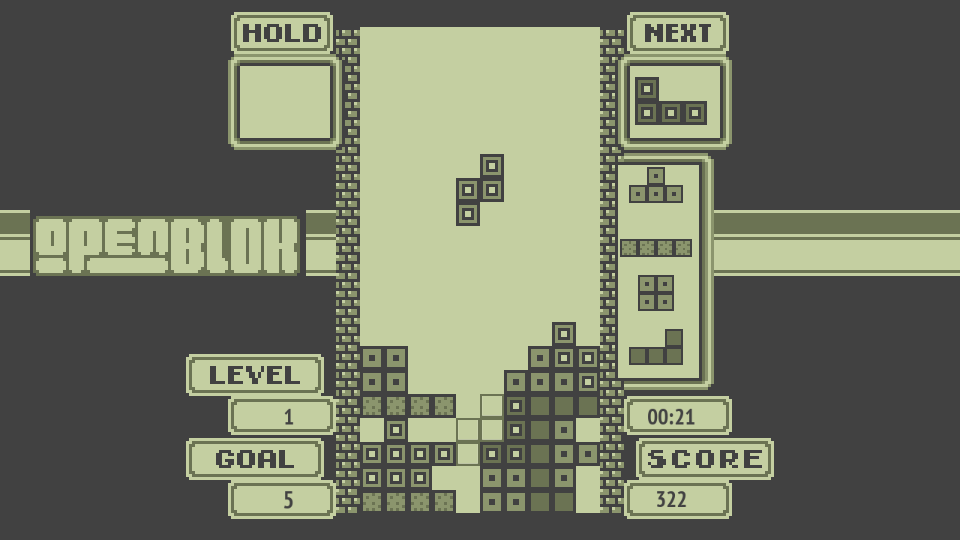 HOLD
NEXT
OPENBLOK
LEVEL
1
00:21
GOAL
SCORE
5
322